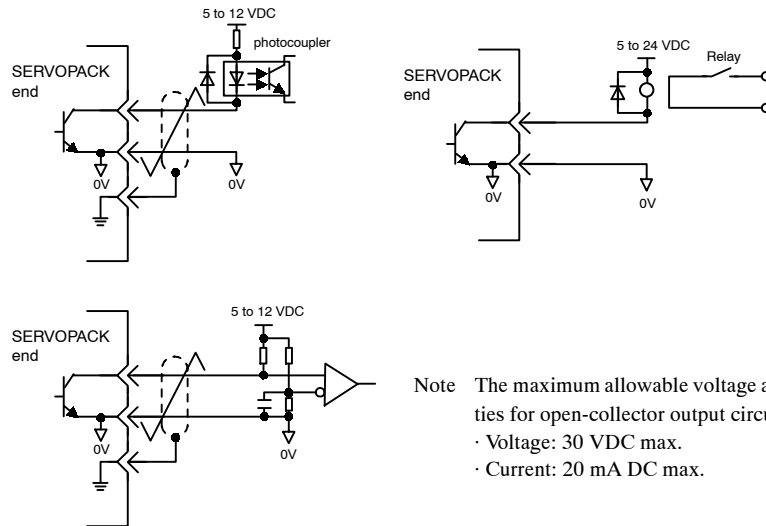 5 to 12 VDC
photocoupler
SERVOPACK
end
0V
0V
5 to 24 VDC
Relay
SERVOPACK
end
0V
0V
5 to 12 VDC
SERVOPACK
end
0V
0V
Note The maximum allowable voltage
ties for open-collector output
· Voltage: 30 VDC max.
· Current: 20 mA DC max.